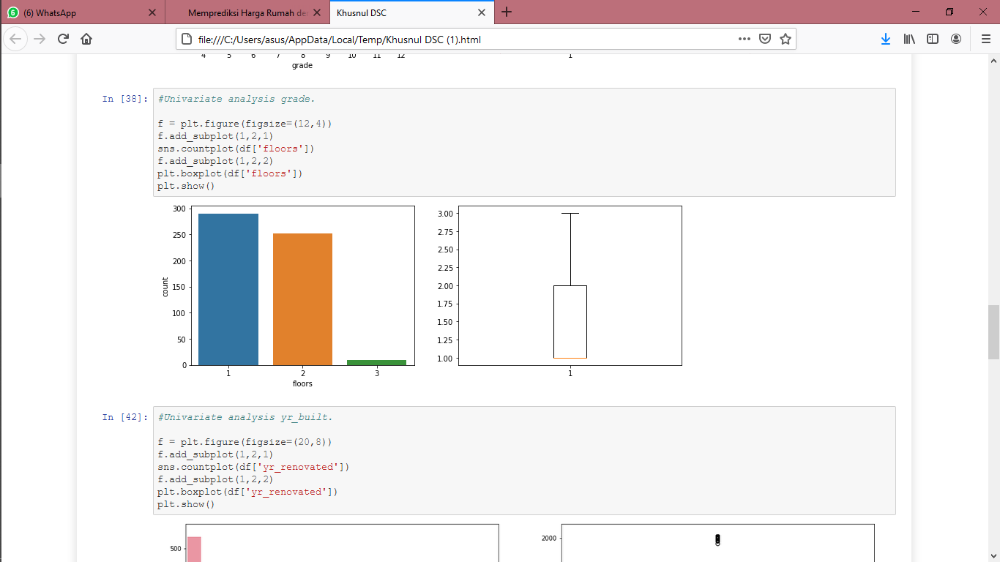 (6) WhatsApp
Memprediksi Harga Rumah de
Khusnul DSC
file:///C:/Users/asus/AppData/Local/Temp/Khusnul DSC (1).html
4 5 6 7 8 9 10 11 12
grade
1
In [38]:
#Univariate analysis grade.
f = plt.figure(figsize=(12,4))
f.add_subplot(1,2,1)
sns.countplot(df['floors'])
f.add_subplot(1,2,2)
plt.boxplot(df['floors'])
plt.show()
300
250
200
150
100
50
0
count
1 2 3
floors
3.00
2.75
2.50
2.25
2.00
1.75
1.50
1.25
1.00
1
In [42]:
#Univariate analysis yr_built.
f = plt.figure(figsize=(20,8))
f.add_subplot(1,2,1)
sns.countplot(df['yr_renovated'])
f.add_subplot(1,2,2)
plt.boxplot(df['yr_renovated'])
plt.show()
500
2000